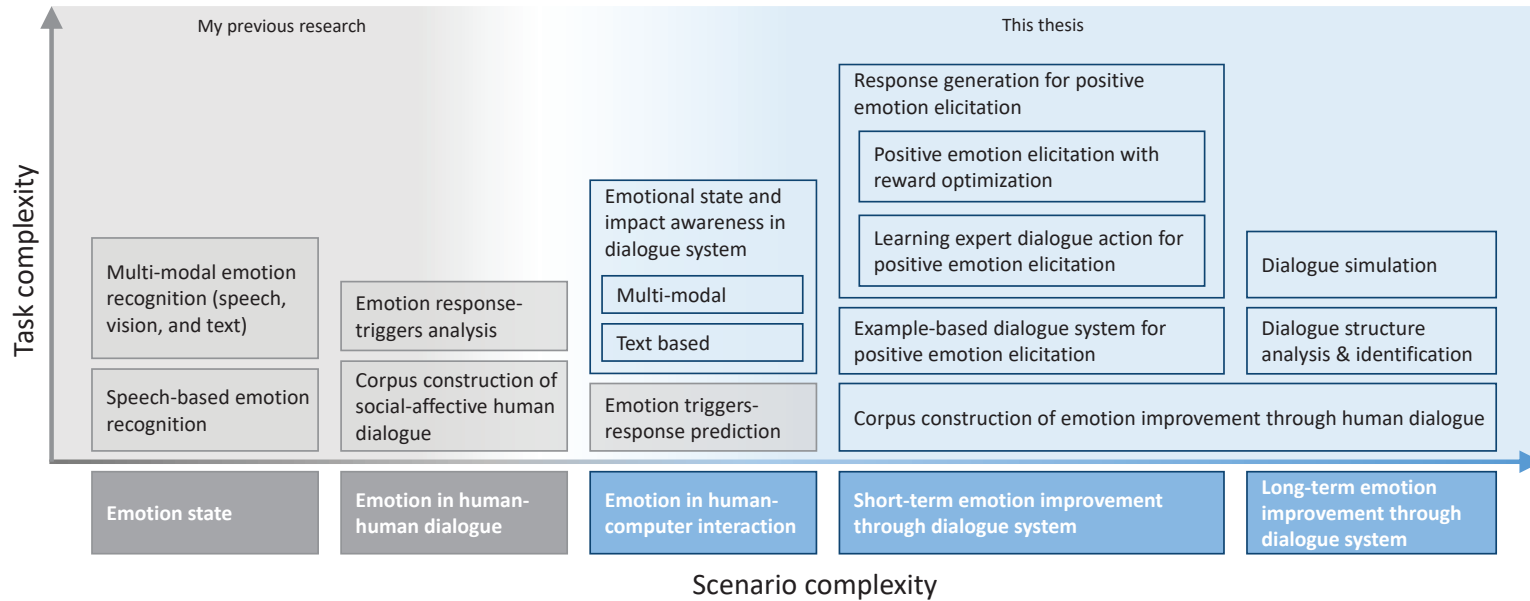 My previous research
This thesis
Task complexity
Multi-modal emotion
recognition (speech,
vision, and text)
Speech-based emotion
recognition
Emotion response-
triggers analysis
Corpus construction of
social-affective human
dialogue
Emotional state and
impact awareness in
dialogue system
Multi-modal
Text based
Emotion triggers-
response prediction
Response generation for positive
emotion elicitation
Positive emotion elicitation with
reward optimization
Learning expert dialogue action for
positive emotion elicitation
Example-based dialogue system for
positive emotion elicitation
Dialogue simulation
Dialogue structure
analysis & identification
Corpus construction of emotion improvement through human dialogue
Emotion state
Emotion in human-
human dialogue
Emotion in human-
computer interaction
Short-term emotion improvement
through dialogue system
Long-term emotion
improvement through
dialogue system
Scenario complexity